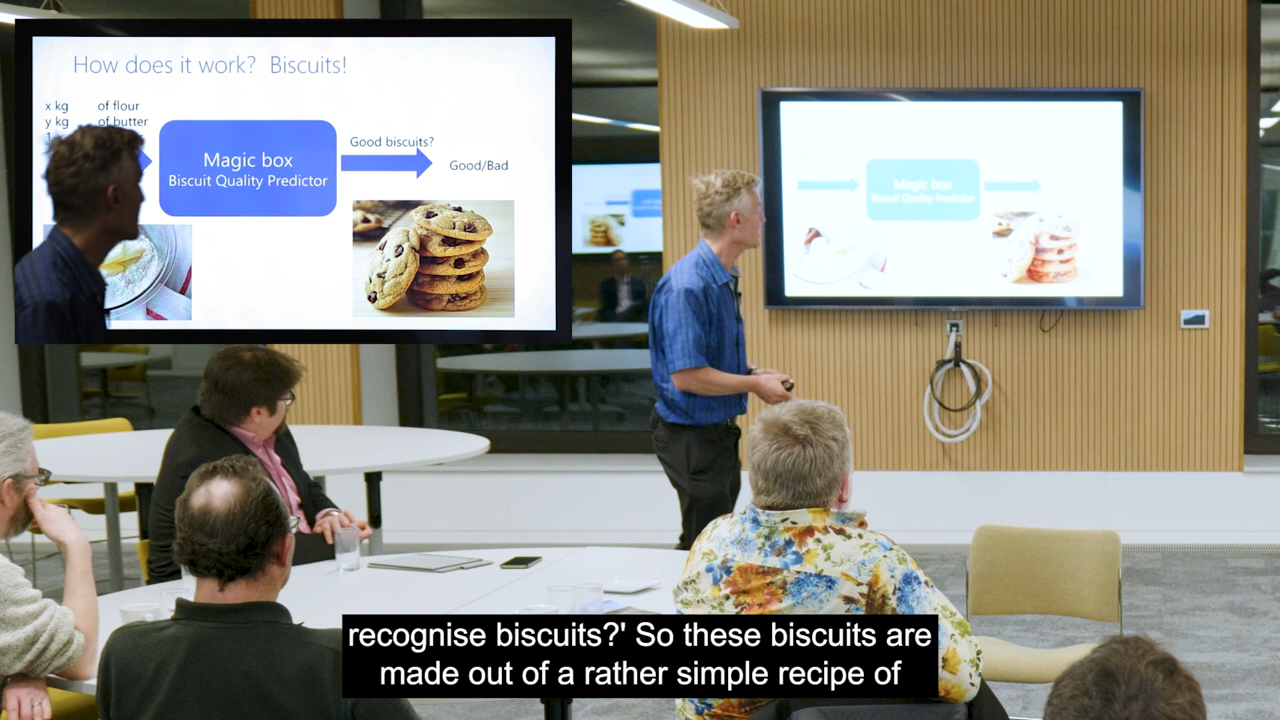 How does it work? Biscuits!
x kg of flour
y kg of butter
Magic box
Biscuit Quality Predictor
Good biscuits?
Good/Bad
Magic box
Biscuit Quality Predictor
recognise biscuits?' So these biscuits are
made out of a rather simple recipe of